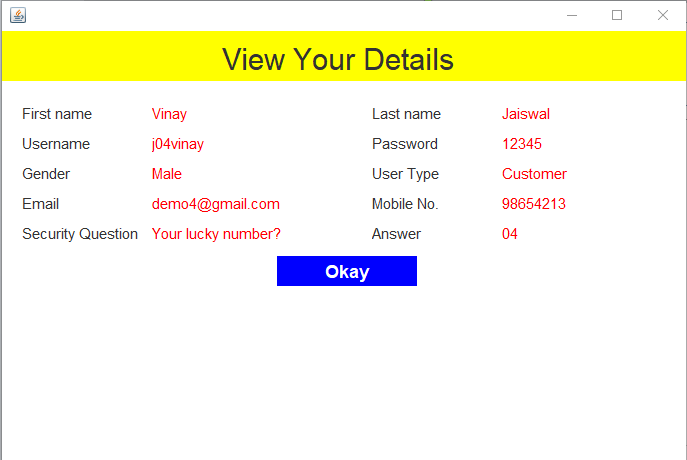 View Your Details
First name Vinay Last name Jaiswal
Username j04vinay Password 12345
Gender Male User Type Customer
Email demo4@gmail.com Mobile No. 98654213
Security Question Your lucky number? Answer 04
Okay